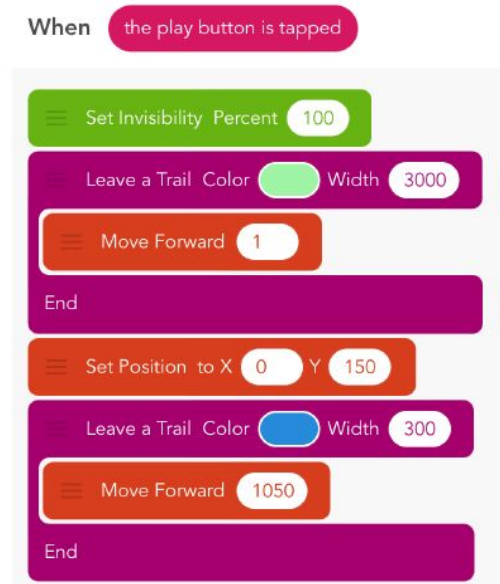 When the play button is tapped
Set Invisibility Percent 100
Leave a Trail Color Width 3000
Move Forward 1
End
Set Position to X 0 Y 150
Leave a Trail Color Width 300
Move Forward 1050
End